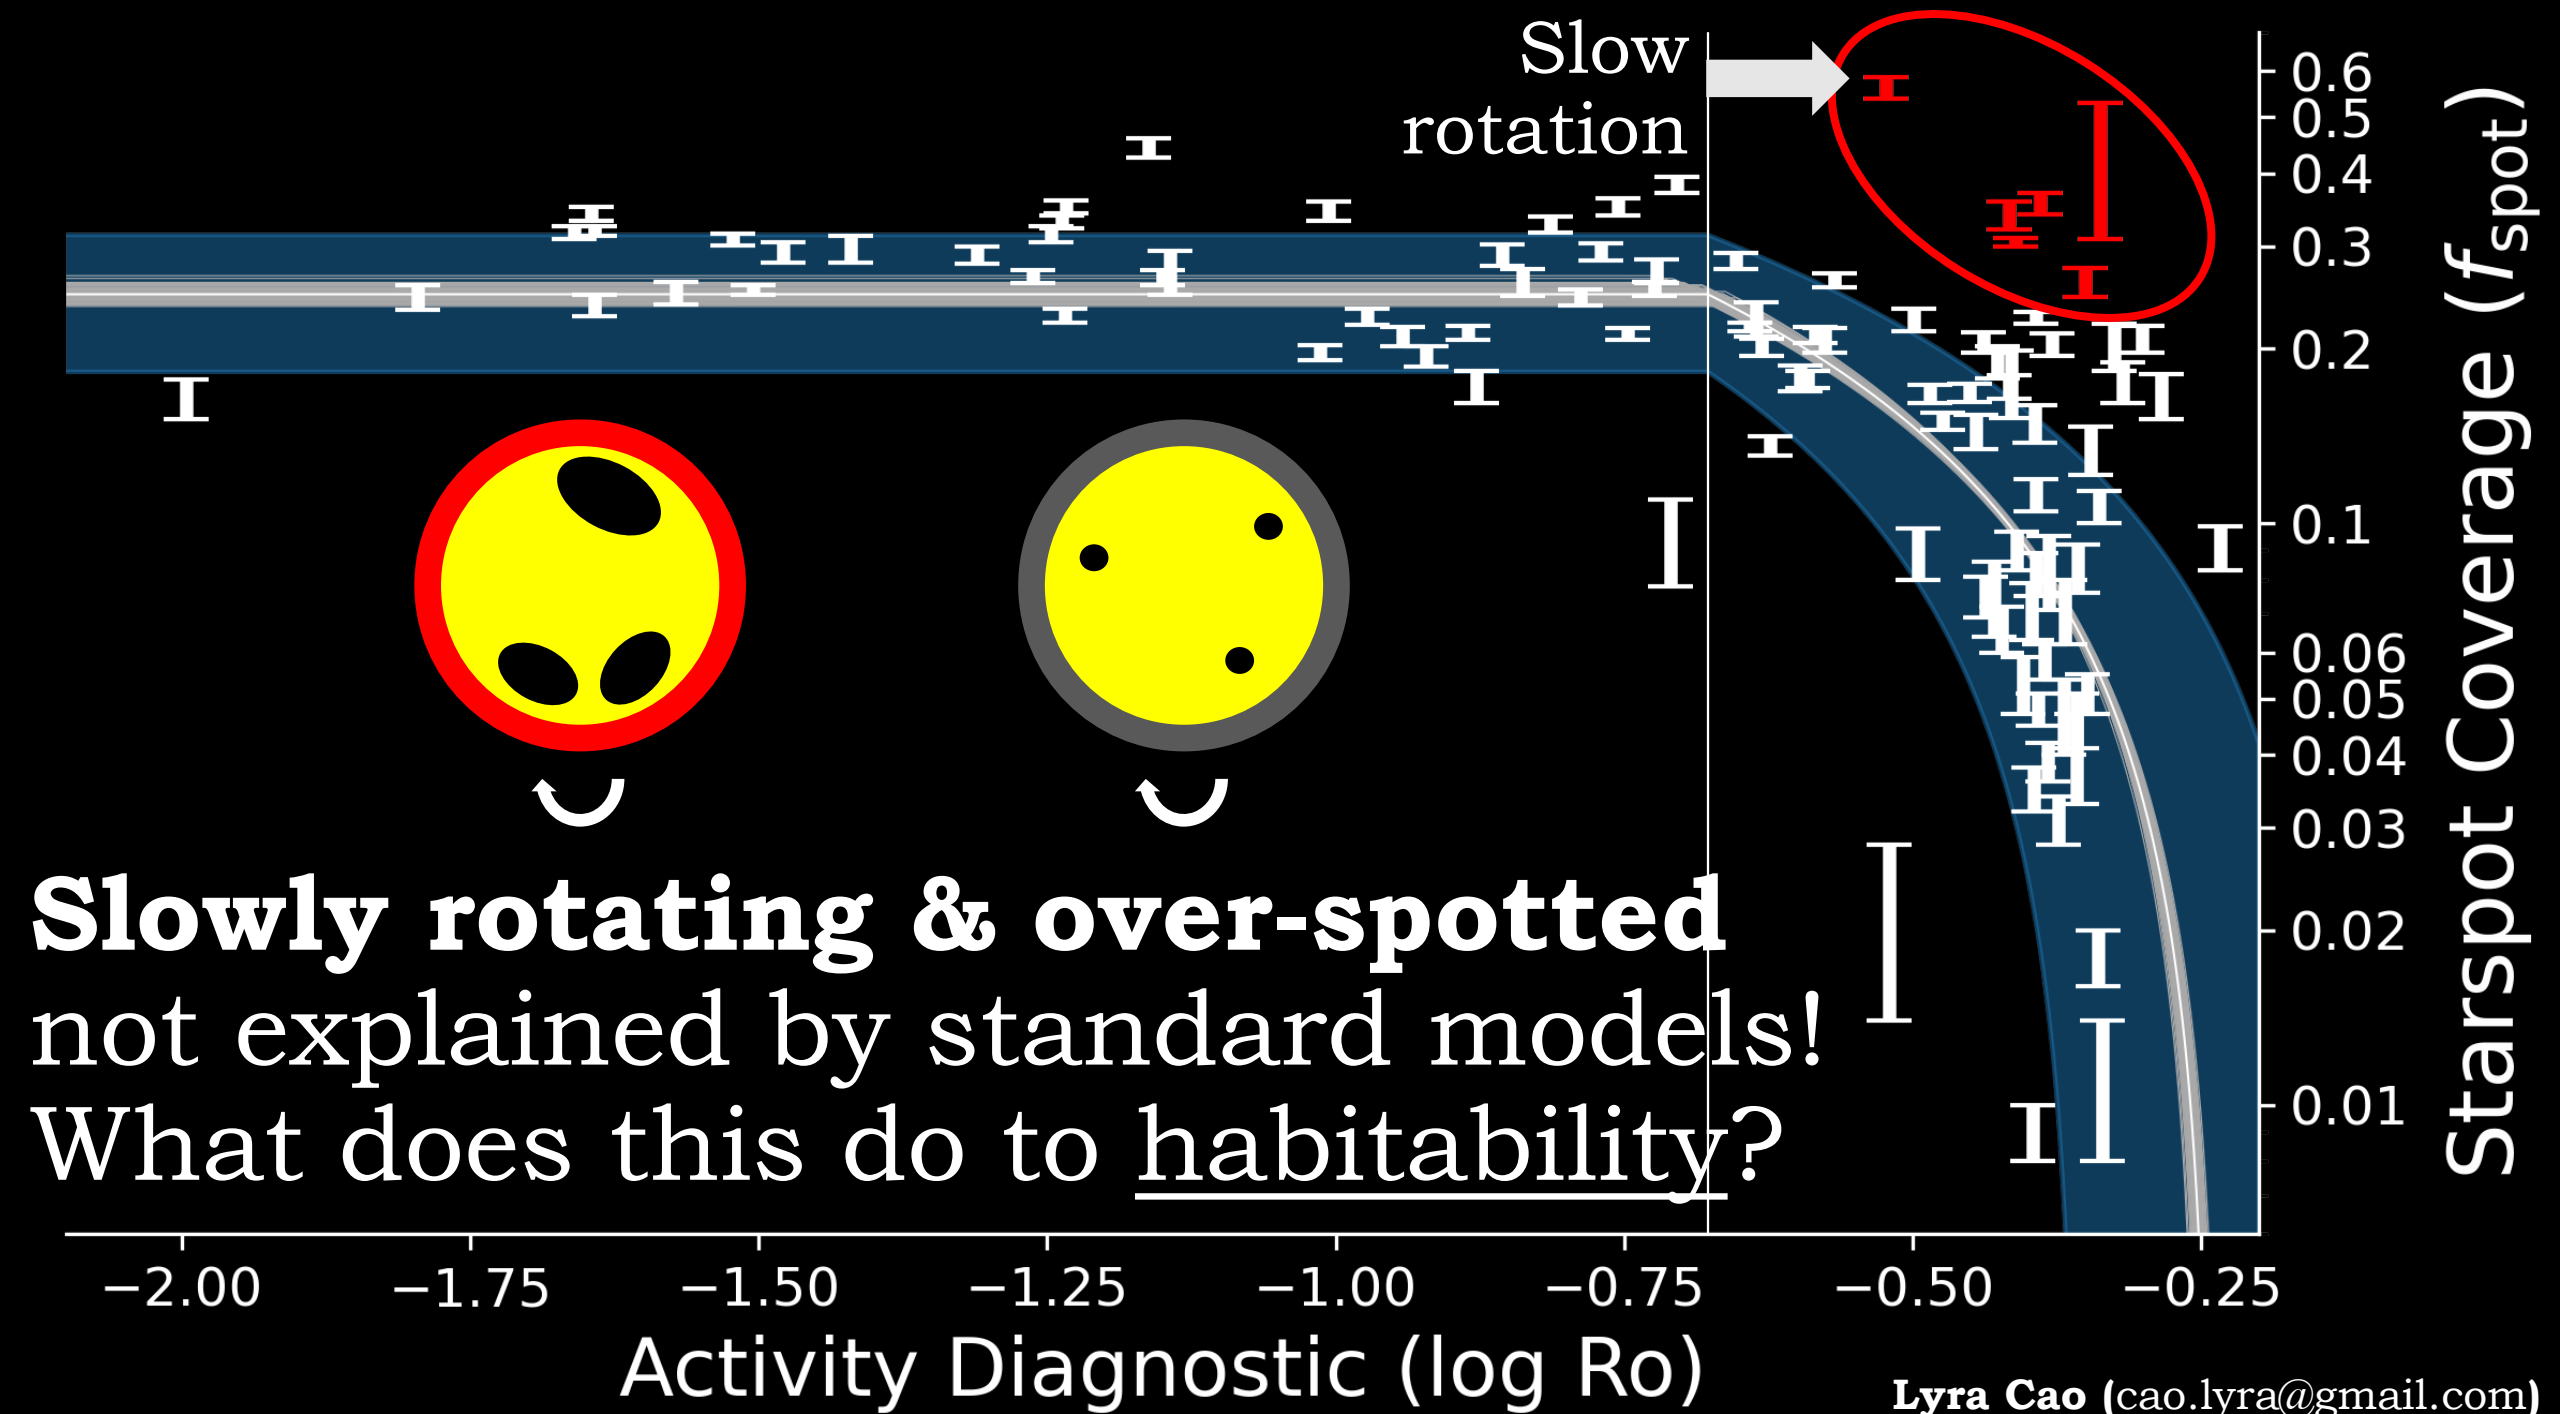 Slow
rotation
0.6
0.5
0.4
0.3
0.2
0.1
0.06
0.05
0.04
0.03
0.02
0.01
Starspot Coverage (fspot)
Slowly rotating & over-spotted
not explained by standard models!
What does this do to habitability?
−2.00 −1.75 −1.50 −1.25 −1.00 −0.75 −0.50 −0.25
Activity Diagnostic (log Ro)
Lyra Cao (cao.lyra@gmail.com)